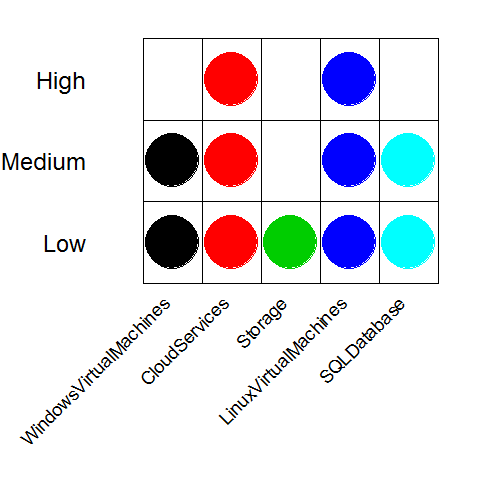 High
Medium
Low
WindowsVirtualMachines
CloudServices
Storage
LinuxVirtualMachines
SQLDatabase